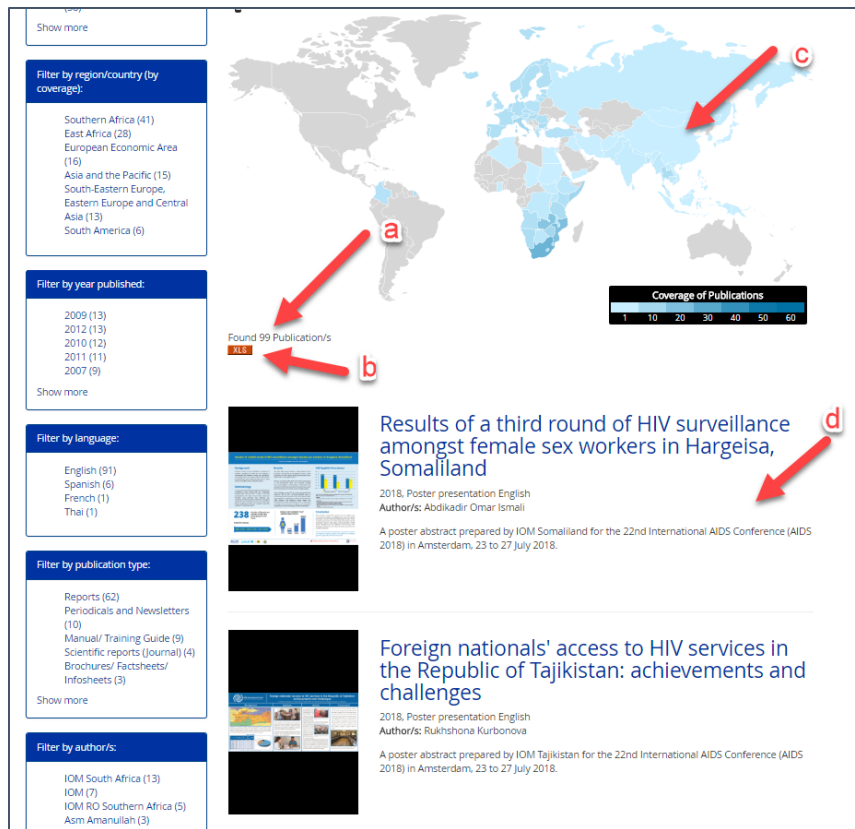 Show more
Filter by region/country (by
coverage):
Southern Africa (41)
East Africa (28)
European Economic Area
(16)
Asia and the Pacific (15)
South-Eastern Europe,
Eastern Europe and Central
Asia (13)
South America (6)
Filter by year published:
2009 (13)
2012 (13)
2010 (12)
2011 (11)
2007 (9)
Show more
Filter by language:
English (91)
Spanish (6)
French (1)
Thai (1)
Filter by publication type:
Reports (62)
Periodicals and Newsletters
(10)
Manual/ Training Guide (9)
Scientific reports (Journal) (4)
Brochures/ Factsheets/
Infosheets (3)
Show more
Filter by author/s:
IOM South Africa (13)
IOM (7)
IOM RO Southern Africa (5)
Asm Amanullah (3)
c
a
Coverage of Publications
1 10 20 30 40 50 60
Found 99 Publication/s
XLS
b
d
Results of a third round of HIV surveillance
amongst female sex workers in Hargeisa,
Somaliland
2018, Poster presentation English
Author/s: Abdikadir Omar Ismali
A poster abstract prepared by IOM Somaliland for the 22nd International AIDS Conference (AIDS
2018) in Amsterdam, 23 to 27 July 2018.
238
Foreign nationals' access to HIV services in
the Republic of Tajikistan: achievements and
challenges
2018, Poster presentation English
Author/s: Rukhshona Kurbonova
A poster abstract prepared by IOM Tajikistan for the 22nd International AIDS Conference (AIDS
2018) in Amsterdam, 23 to 27 July 2018.